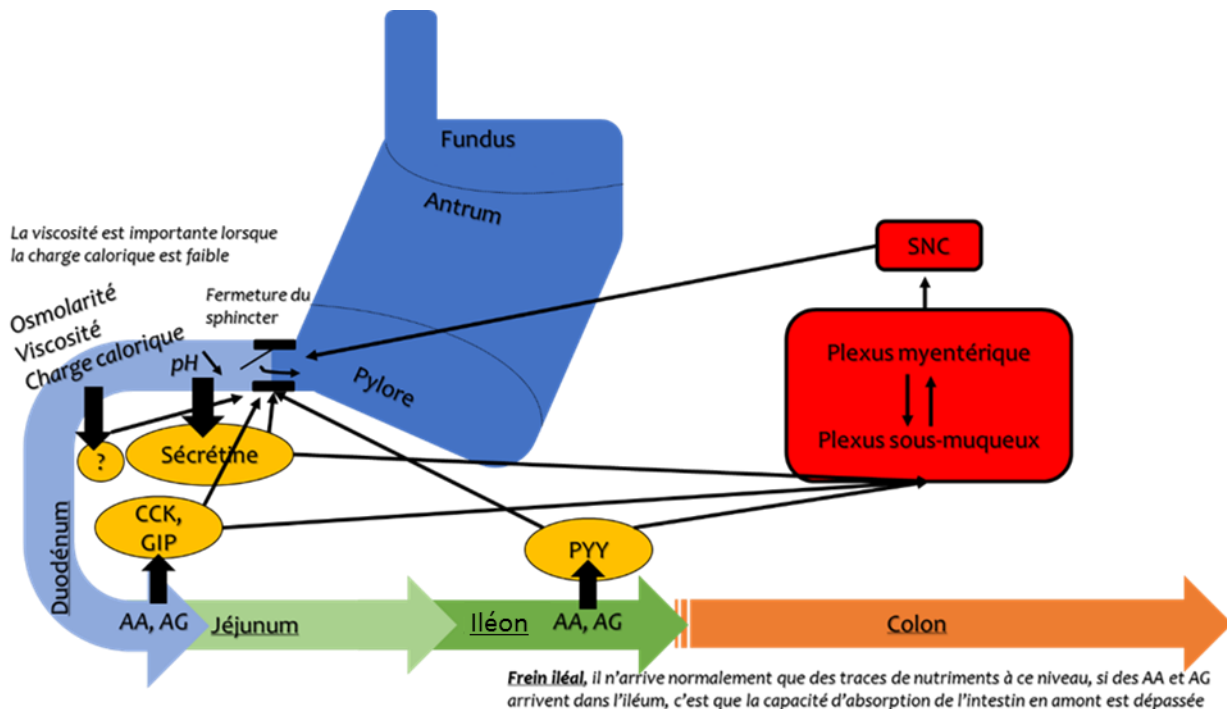 Fundus
Antrum
La viscosité est importante lorsque
la charge calorique est faible
SNC
Osmolarité
Viscosité
Charge calorique
Fermeture du
sphincter
pH
Pylore
Plexus myentérique
Plexus sous-muqueux
?
Sécrétine
CCK,
GIP
PYY
Duodénum
AA, AG
Jéjunum
Iléon
AA, AG
Colon
Frein iléal, il n’arrive normalement que des traces de nutriments à ce niveau, si des AA et AG
arrivent dans l’iléum, c’est que la capacité d’absorption de l’intestin en amont est dépassée